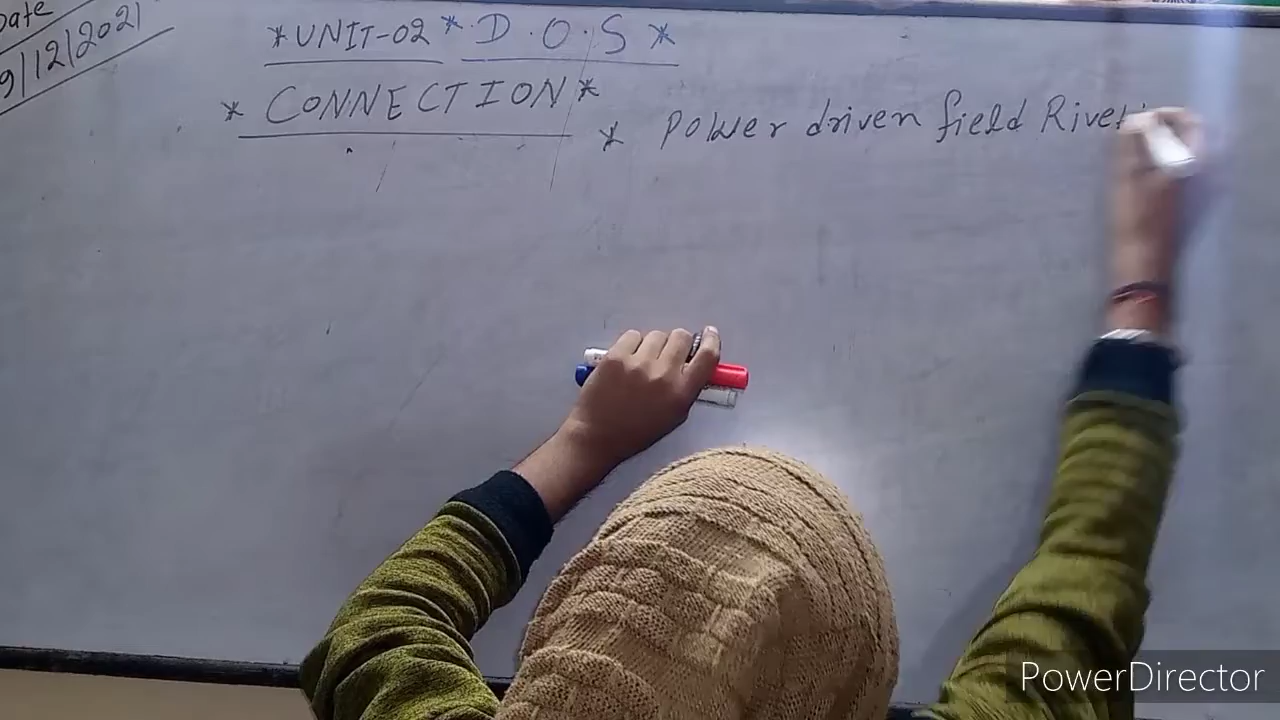 Date
9/12/2021
*UNIT-02 * D.O.S *
* CONNECTION *
* Power driven field
PowerDirector